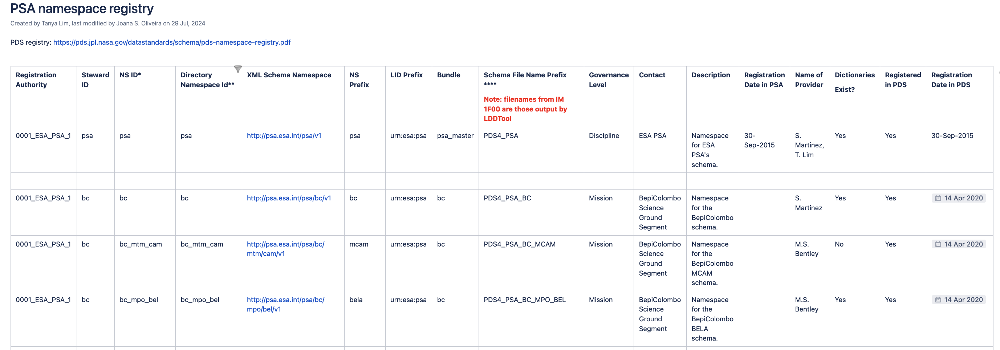 PSA namespace registry
Created by Tanya Lim, last modified by Joana S. Oliveira on 29 Jul, 2024
PDS registry: https://pds.jpl.nasa.gov/datastandards/schema/pds-namespace-registry.pdf
Registration Authority | Steward ID | NS ID* | Directory Namespace Id** | XML Schema Namespace | NS Prefix | LID Prefix | Bundle | Schema File Name Prefix **** Note: filenames from IM 1F00 are those output by LDDTool | Governance Level | Contact | Description | Registration Date in PSA | Name of Provider | Dictionaries Exist? | Registered in PDS | Registration Date in PDS
0001_ESA_PSA_1 | psa | psa | psa | http://psa.esa.int/psa/v1 | psa | urn:esa:psa | psa_master | PDS4_PSA | Discipline | ESA PSA | Namespace for ESA PSA's schema. | 30-Sep-2015 | S. Martinez, T. Lim | Yes | Yes | 30-Sep-2015
0001_ESA_PSA_1 | bc | bc | bc | http://psa.esa.int/psa/bc/v1 | bc | urn:esa:psa | bc | PDS4_PSA_BC | Mission | BepiColombo Science Ground Segment | Namespace for the BepiColombo schema. | S. Martinez | Yes | Yes | 14 Apr 2020
0001_ESA_PSA_1 | bc | bc_mtm_cam | bc_mtm_cam | http://psa.esa.int/psa/bc/mtm/cam/v1 | mcam | urn:esa:psa | bc | PDS4_PSA_BC_MCAM | Mission | BepiColombo Science Ground Segment | Namespace for the BepiColombo MCAM schema. | M.S. Bentley | No | Yes | 14 Apr 2020
0001_ESA_PSA_1 | bc | bc_mpo_bel | bc_mpo_bel | http://psa.esa.int/psa/bc/mpo/bel/v1 | bela | urn:esa:psa | bc | PDS4_PSA_BC_MPO_BEL | Mission | BepiColombo Science Ground Segment | Namespace for the BepiColombo BELA schema. | M.S. Bentley | Yes | Yes | 14 Apr 2020